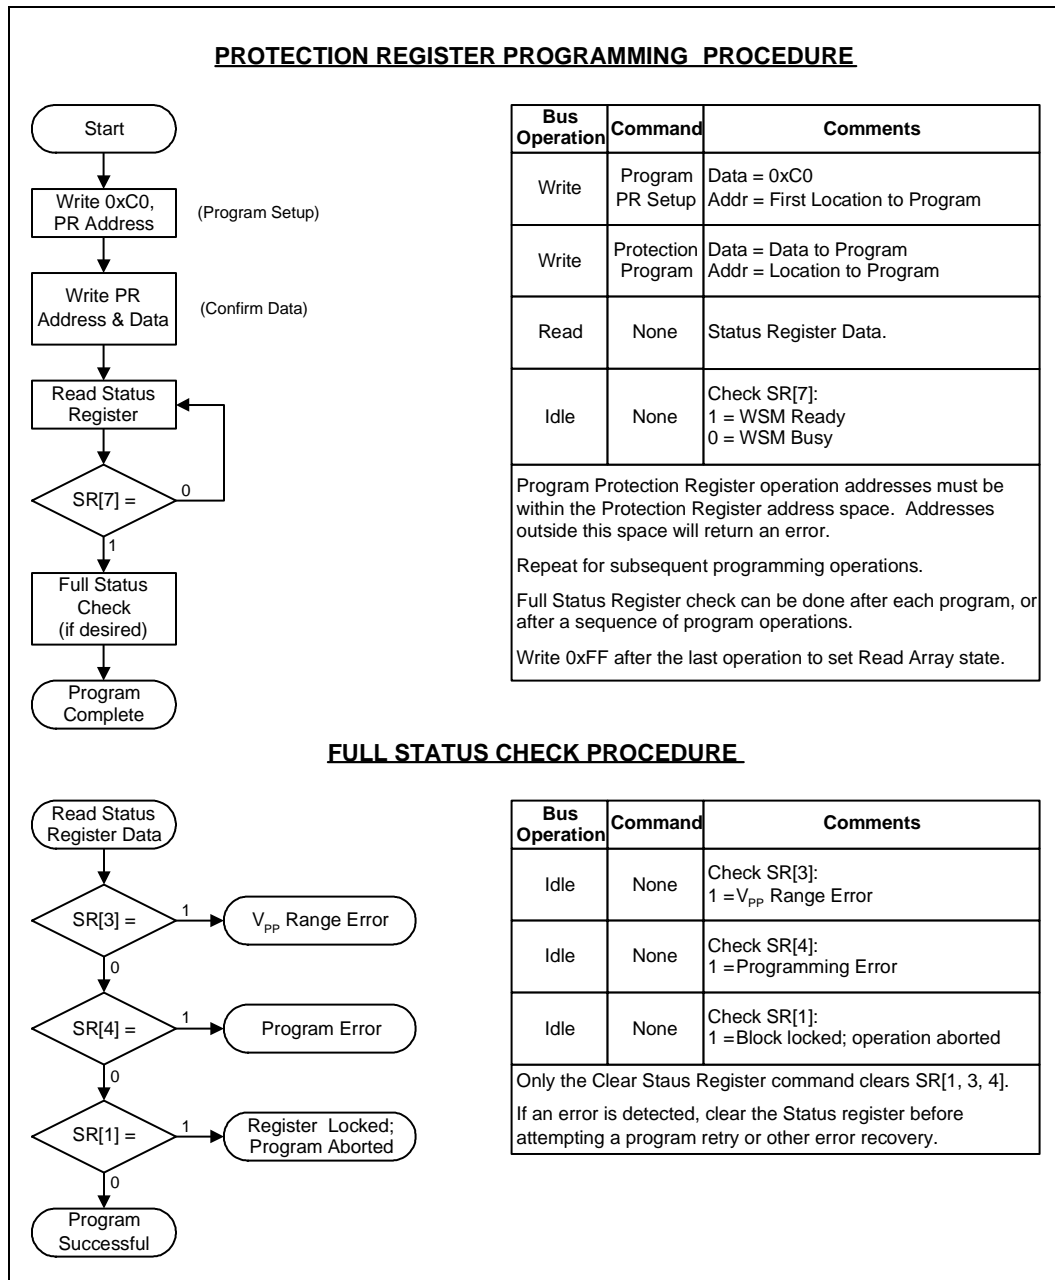 PROTECTION REGISTER PROGRAMMING PROCEDURE
Start
Write 0xC0,
PR Address
(Program Setup)
Write PR
Address & Data
(Confirm Data)
Read Status
Register
SR[7] =
0
1
Full Status
Check
(if desired)
Program
Complete
Bus
Operation
Command
Comments
Write
Program
PR Setup
Data = 0xC0
Addr = First Location to Program
Write
Protection
Program
Data = Data to Program
Addr = Location to Program
Read
None
Status Register Data.
Idle
None
Check SR[7]:
1 = WSM Ready
0 = WSM Busy
Program Protection Register operation addresses must be
within the Protection Register address space. Addresses
outside this space will return an error.
Repeat for subsequent programming operations.
Full Status Register check can be done after each program, or
after a sequence of program operations.
Write 0xFF after the last operation to set Read Array state.
FULL STATUS CHECK PROCEDURE
Read Status
Register Data
SR[3] =
1
VPP Range Error
0
SR[4] =
1
Program Error
0
SR[1] =
1
Register Locked;
Program Aborted
0
Program
Successful
Bus
Operation
Command
Comments
Idle
None
Check SR[3]:
1 =VPP Range Error
Idle
None
Check SR[4]:
1 =Programming Error
Idle
None
Check SR[1]:
1 =Block locked; operation aborted
Only the Clear Staus Register command clears SR[1, 3, 4].
If an error is detected, clear the Status register before
attempting a program retry or other error recovery.